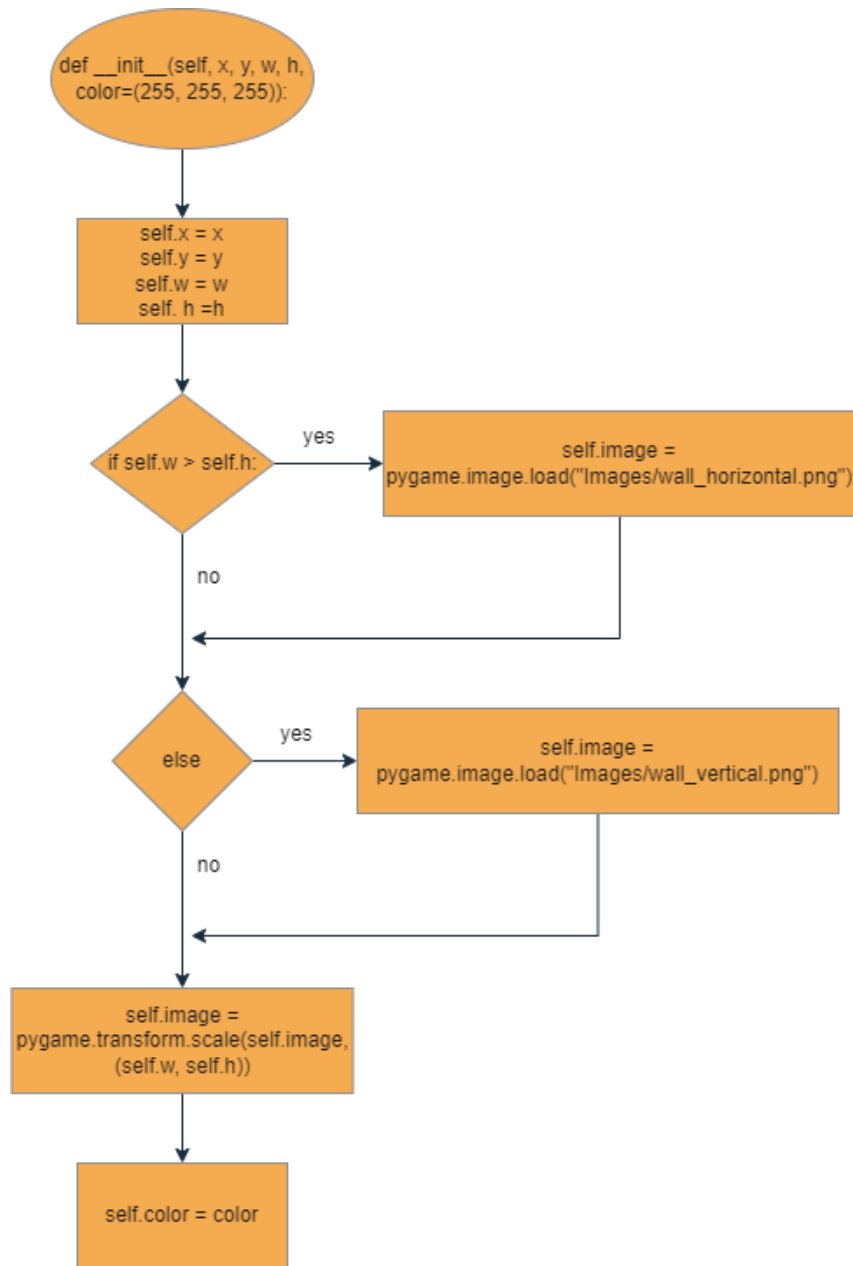 def __init__(self, x, y, w, h,
color=(255, 255, 255)):
self.x = x
self.y = y
self.w = w
self. h =h
if self.w > self.h:
yes
self.image =
pygame.image.load("Images/wall_horizontal.png")
no
else
yes
self.image =
pygame.image.load("Images/wall_vertical.png")
no
self.image =
pygame.transform.scale(self.image,
(self.w, self.h))
self.color = color